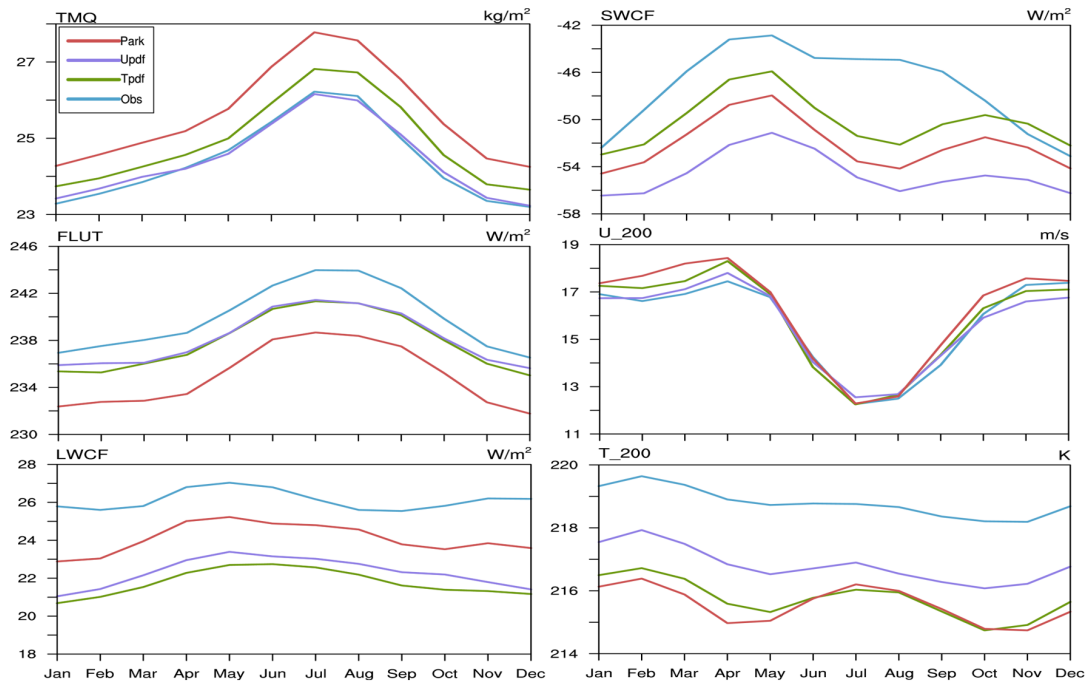 TMQ kg/m²
27
25
23
Park
Updf
Tpdf
Obs
SWCF W/m²
-42
-46
-50
-54
-58
FLUT W/m²
246
242
238
234
230
U_200 m/s
19
17
15
13
11
LWCF W/m²
28
26
24
22
20
18
Jan Feb Mar Apr May Jun Jul Aug Sep Oct Nov Dec
T_200 K
220
218
216
214
Jan Feb Mar Apr May Jun Jul Aug Sep Oct Nov Dec